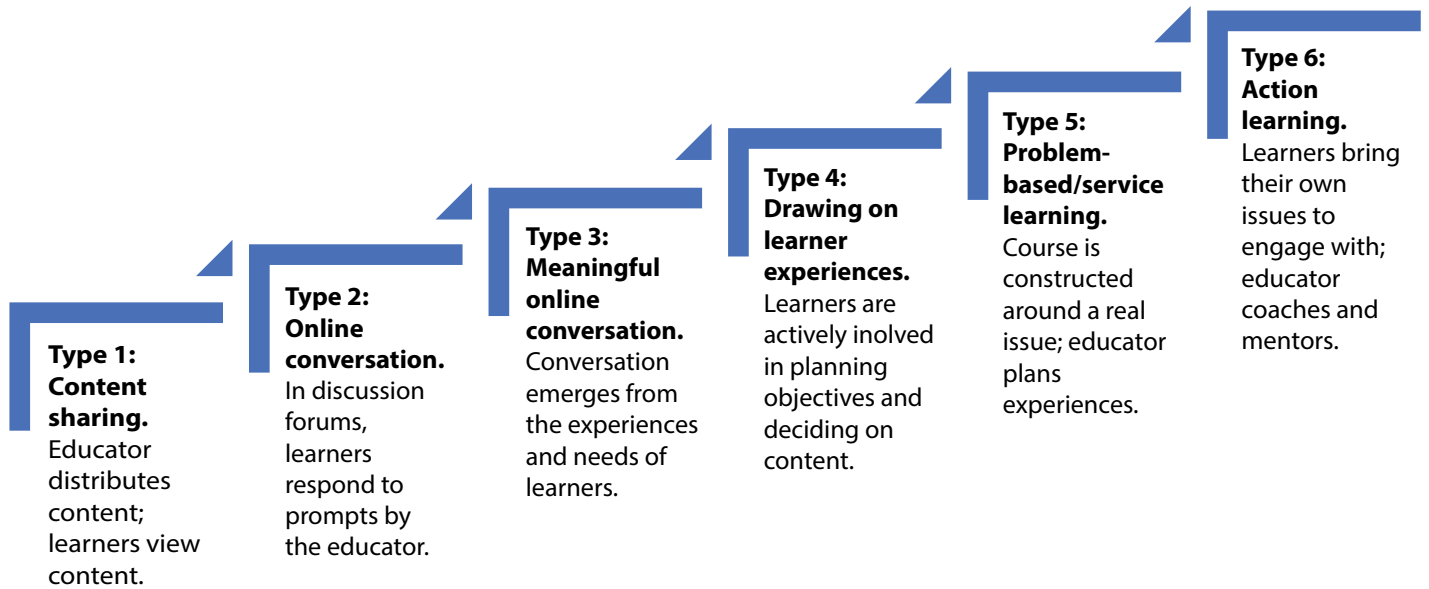 Type 1:
Content
sharing.
Educator
distributes
content;
learners view
content.
Type 2:
Online
conversation.
In discussion
forums,
learners
respond to
prompts by
the educator.
Type 3:
Meaningful
online
conversation.
Conversation
emerges from
the experiences
and needs of
learners.
Type 4:
Drawing on
learner
experiences.
Learners are
actively inolved
in planning
objectives and
deciding on
content.
Type 5:
Problem-
based/service
learning.
Course is
constructed
around a real
issue; educator
plans
experiences.
Type 6:
Action
learning.
Learners bring
their own
issues to
engage with;
educator
coaches and
mentors.